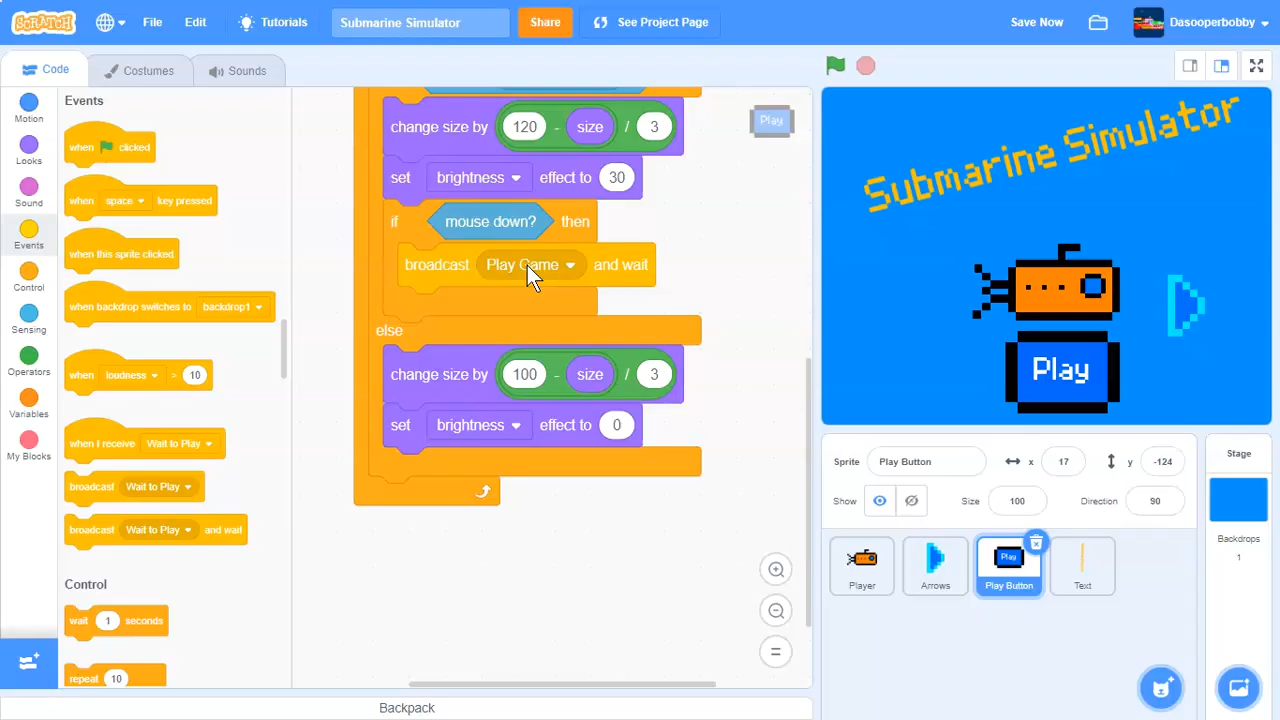 SCRATCH File Edit Tutorials Submarine Simulator Share See Project Page Save Now Dasooperbobby
Code Costumes Sounds
Motion
Looks
Sound
Events
Control
Sensing
Operators
Variables
My Blocks
Events
when clicked
when space key pressed
when this sprite clicked
when backdrop switches to backdrop1
when loudness > 10
when I receive Wait to Play
broadcast Wait to Play
broadcast Wait to Play and wait
Control
wait 1 seconds
repeat 10
change size by 120 - size / 3
set brightness effect to 30
if mouse down? then
broadcast Play Game and wait
else
change size by 100 - size / 3
set brightness effect to 0
Play
Submarine Simulator
Play
Sprite Play Button x 17 y -124
Show Size 100 Direction 90
Player
Arrows
Play
Play Button
Text
Stage
Backdrops
1
Backpack